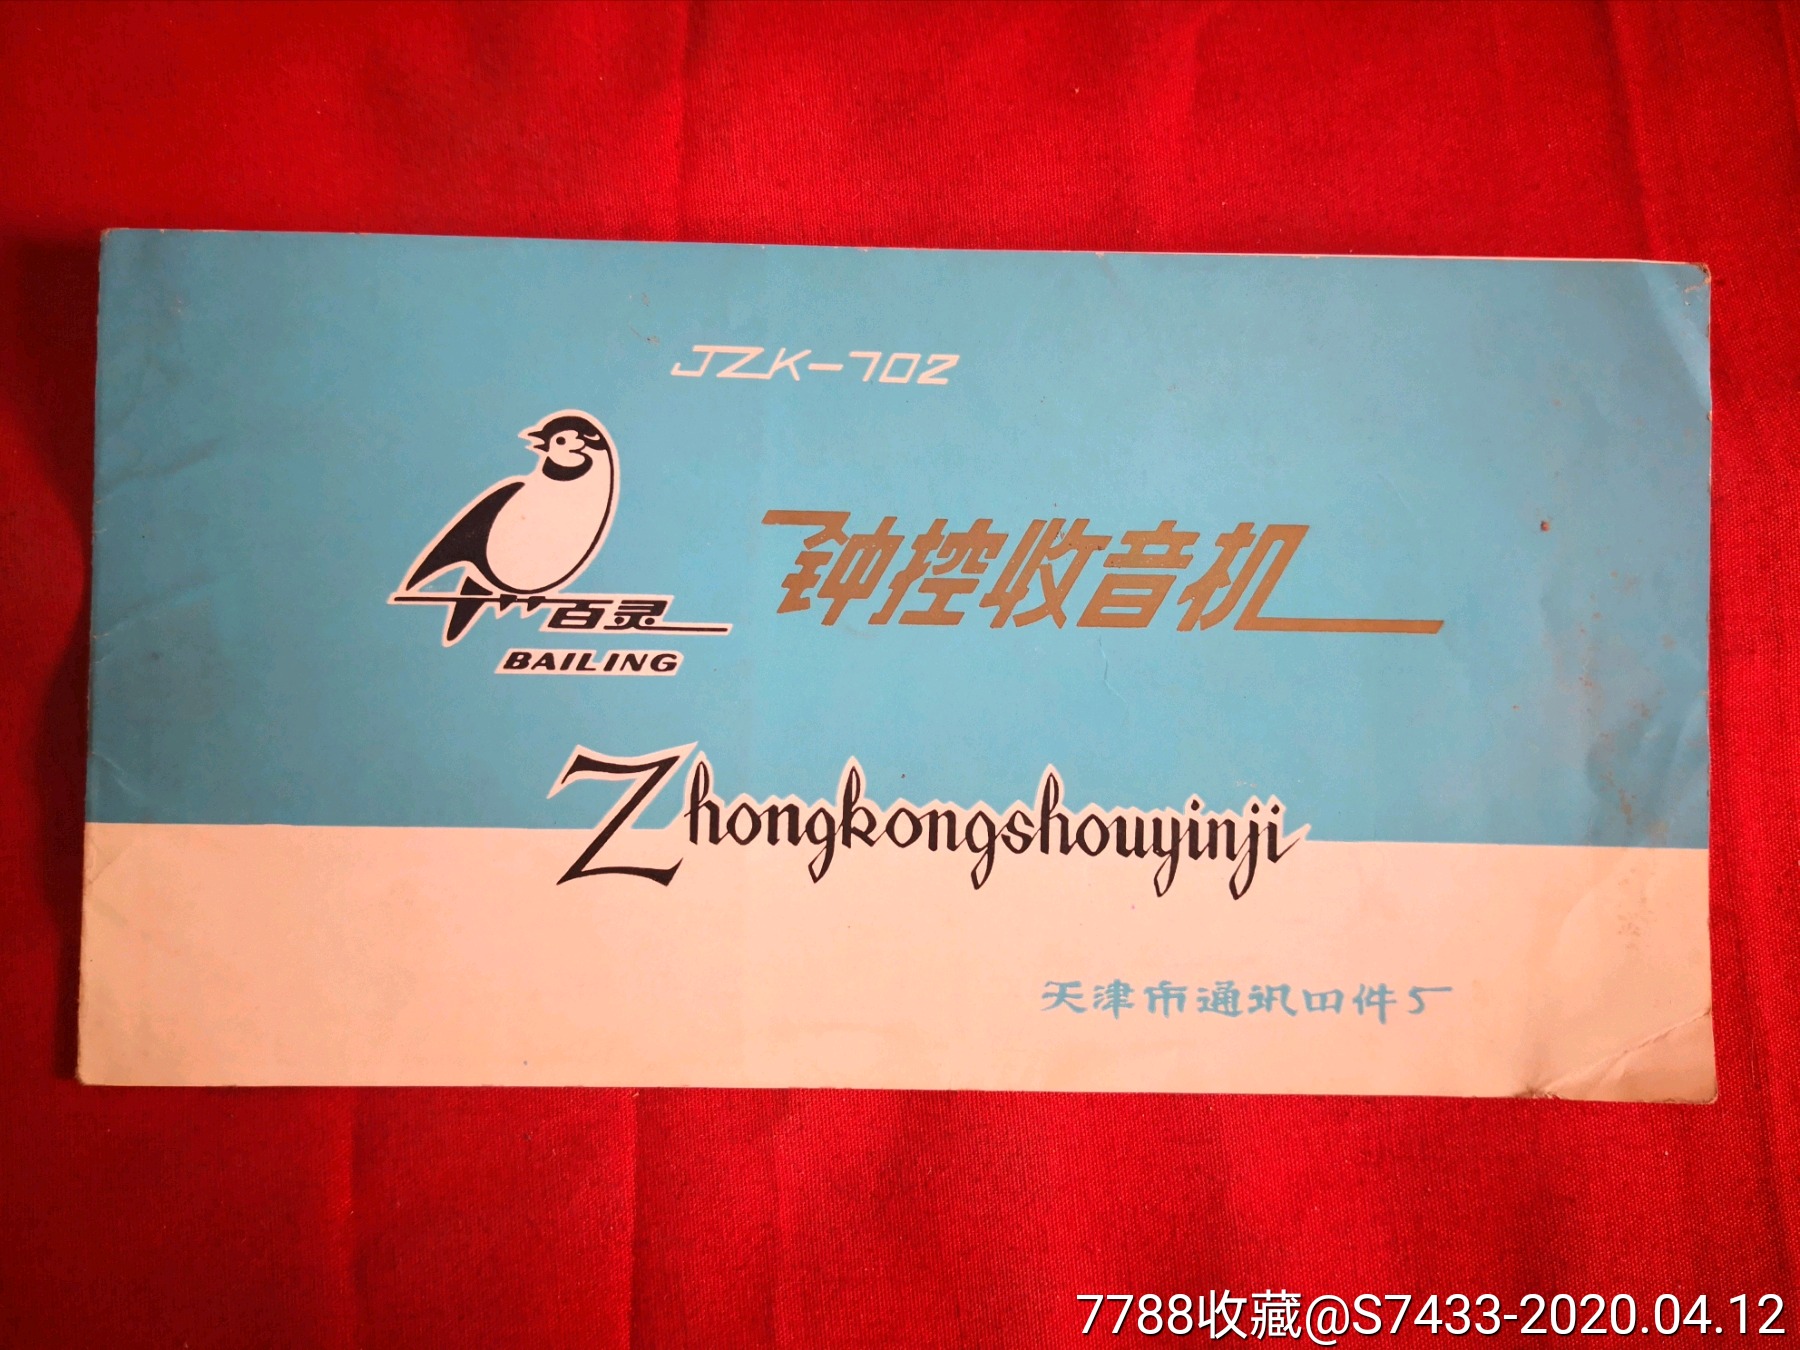 JZK-702
钟控收音机
百灵
BAILING
Zhongkongshouyinji
天津市通讯四件厂
7788收藏@S7433-2020.04.12